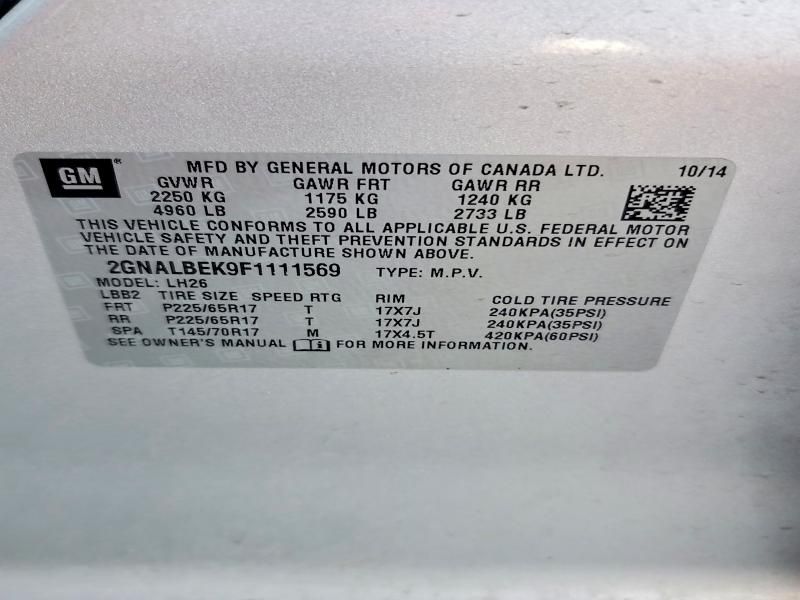 GM® MFD BY GENERAL MOTORS OF CANADA LTD. 10/14
GVWR GAWR FRT GAWR RR
2250 KG 1175 KG 1240 KG
4960 LB 2590 LB 2733 LB
THIS VEHICLE CONFORMS TO ALL APPLICABLE U.S. FEDERAL MOTOR
VEHICLE SAFETY AND THEFT PREVENTION STANDARDS IN EFFECT ON
THE DATE OF MANUFACTURE SHOWN ABOVE.
2GNALBEK9F1111569 TYPE: M.P.V.
MODEL: LH26
LBB2 TIRE SIZE SPEED RTG RIM COLD TIRE PRESSURE
FRT P225/65R17 T 17X7J 240KPA(35PSI)
RR P225/65R17 T 17X7J 240KPA(35PSI)
SPA T145/70R17 M 17X4.5T 420KPA(60PSI)
SEE OWNER'S MANUAL FOR MORE INFORMATION.